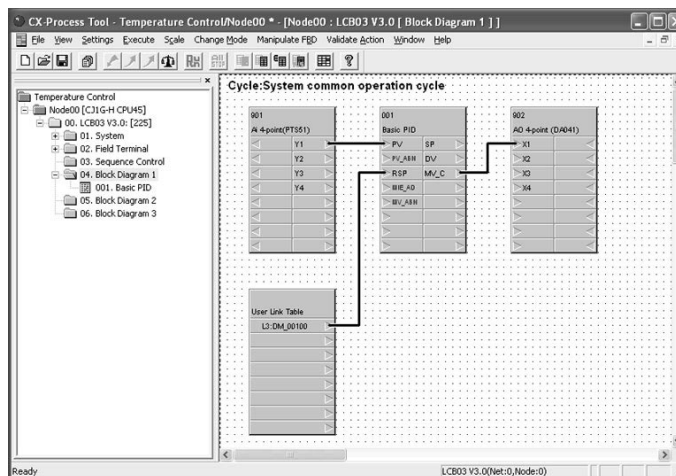 CX-Process Tool - Temperature Control/Node00 * - [Node00 : LCB03 V3.0 [ Block Diagram 1 ] ]
File View Settings Execute Scale Change Mode Manipulate FBD Validate Action Window Help
Temperature Control
Node00 [CJ1G-H CPU45]
00. LCB03 V3.0: [225]
01. System
02. Field Terminal
03. Sequence Control
04. Block Diagram 1
001. Basic PID
05. Block Diagram 2
06. Block Diagram 3
Cycle:System common operation cycle
901
AI 4-point(PTS51)
Y1
Y2
Y3
Y4
001
Basic PID
PV SP
PV_ABN DV
RSP MV_C
MV_ABN
902
AO 4-point (DA041)
X1
X2
X3
X4
User Link Table
L3:DM_00100
Ready
LCB03 V3.0(Net:0,Node:0)